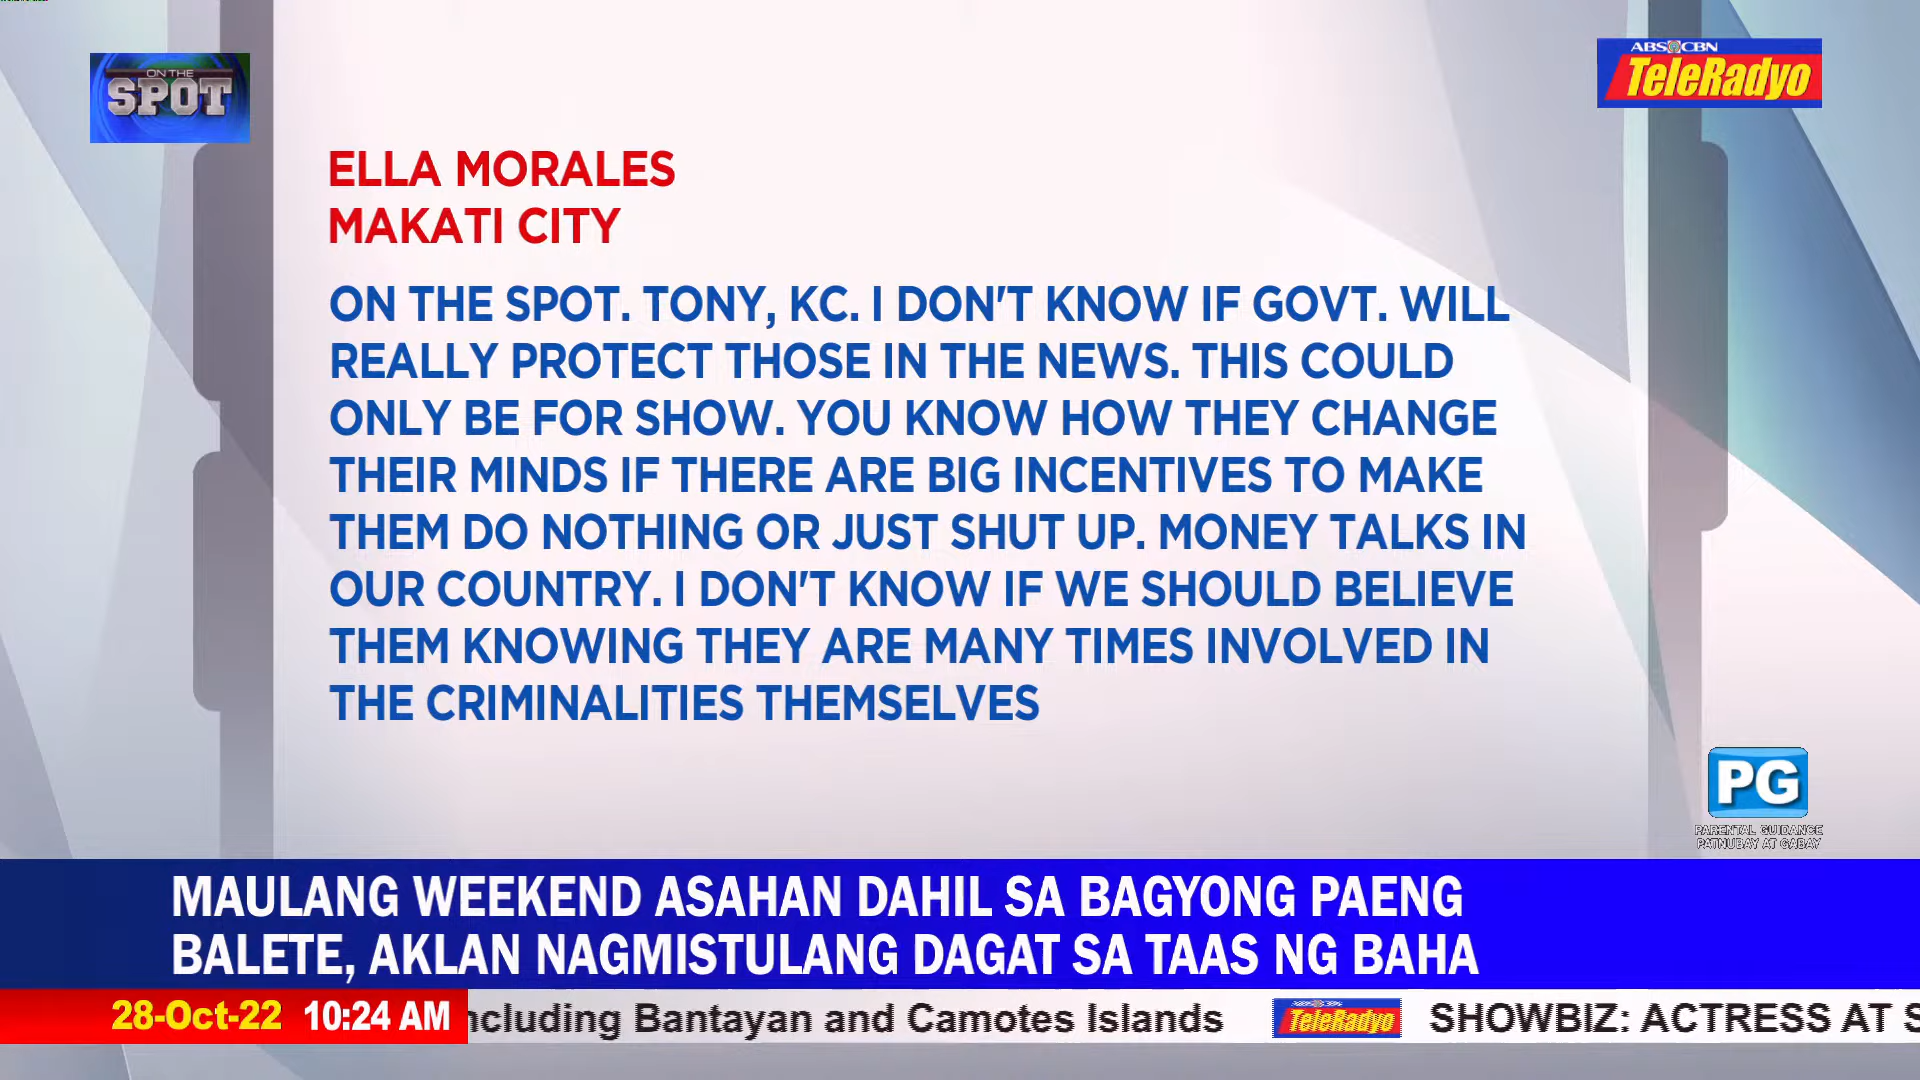 ON THE
SPOT
ABS CBN
TeleRadyo
ELLA MORALES
MAKATI CITY
ON THE SPOT. TONY, KC. I DON'T KNOW IF GOVT. WILL
REALLY PROTECT THOSE IN THE NEWS. THIS COULD
ONLY BE FOR SHOW. YOU KNOW HOW THEY CHANGE
THEIR MINDS IF THERE ARE BIG INCENTIVES TO MAKE
THEM DO NOTHING OR JUST SHUT UP. MONEY TALKS IN
OUR COUNTRY. I DON'T KNOW IF WE SHOULD BELIEVE
THEM KNOWING THEY ARE MANY TIMES INVOLVED IN
THE CRIMINALITIES THEMSELVES
PG
PARENTAL GUIDANCE
PATNUBAY AT GABAY
MAULANG WEEKEND ASAHAN DAHIL SA BAGYONG PAENG
BALETE, AKLAN NAGMISTULANG DAGAT SA TAAS NG BAHA
28-Oct-22 10:24 AM ncluding Bantayan and Camotes Islands ABS CBN TeleRadyo SHOWBIZ: ACTRESS AT S